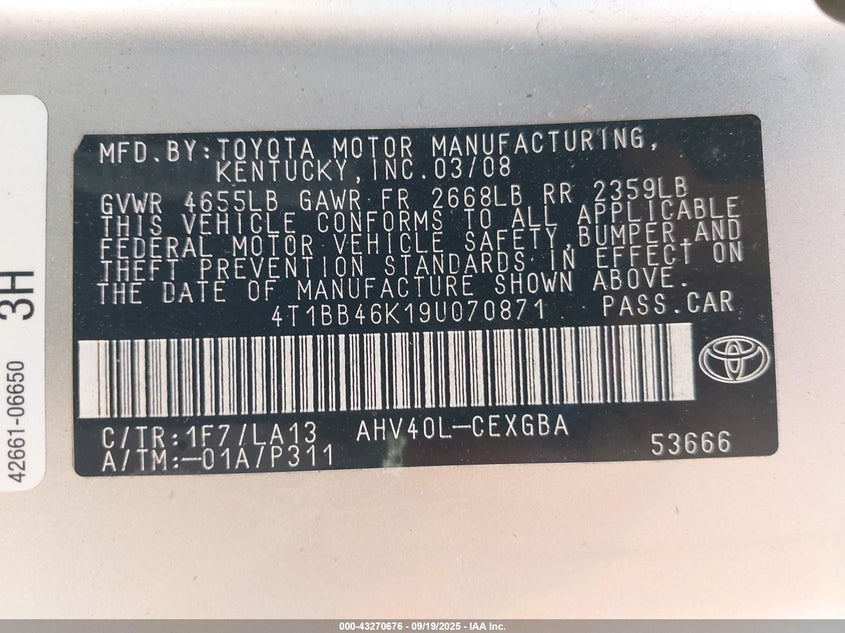 MFD.BY:TOYOTA MOTOR MANUFACTURING,
KENTUCKY,INC.03/08
GVWR 4655LB GAWR FR 2668LB RR 2359LB
THIS VEHICLE CONFORMS TO ALL APPLICABLE
FEDERAL MOTOR VEHICLE SAFETY,BUMPER,AND
THEFT PREVENTION STANDARDS IN EFFECT ON
THE DATE OF MANUFACTURE SHOWN ABOVE.
4T1BB46K19U070871 PASS.CAR
C/TR:1F7/LA13 AHV40L-CEXGBA
A/TM:-01A/P311 53666
42661-06650 3H
000-43270676 - 09/19/2025 - IAA Inc.